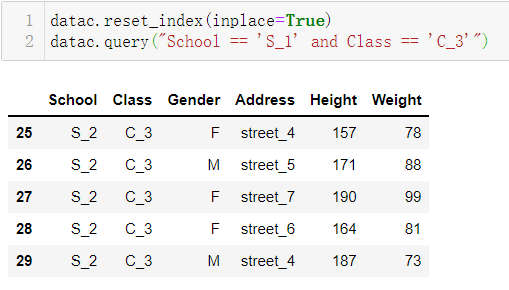 1 datac.reset_index(inplace=True)
2 datac.query("School == 'S_1' and Class == 'C_3'")
School Class Gender Address Height Weight
25 S_2 C_3 F street_4 157 78
26 S_2 C_3 M street_5 171 88
27 S_2 C_3 F street_7 190 99
28 S_2 C_3 F street_6 164 81
29 S_2 C_3 M street_4 187 73